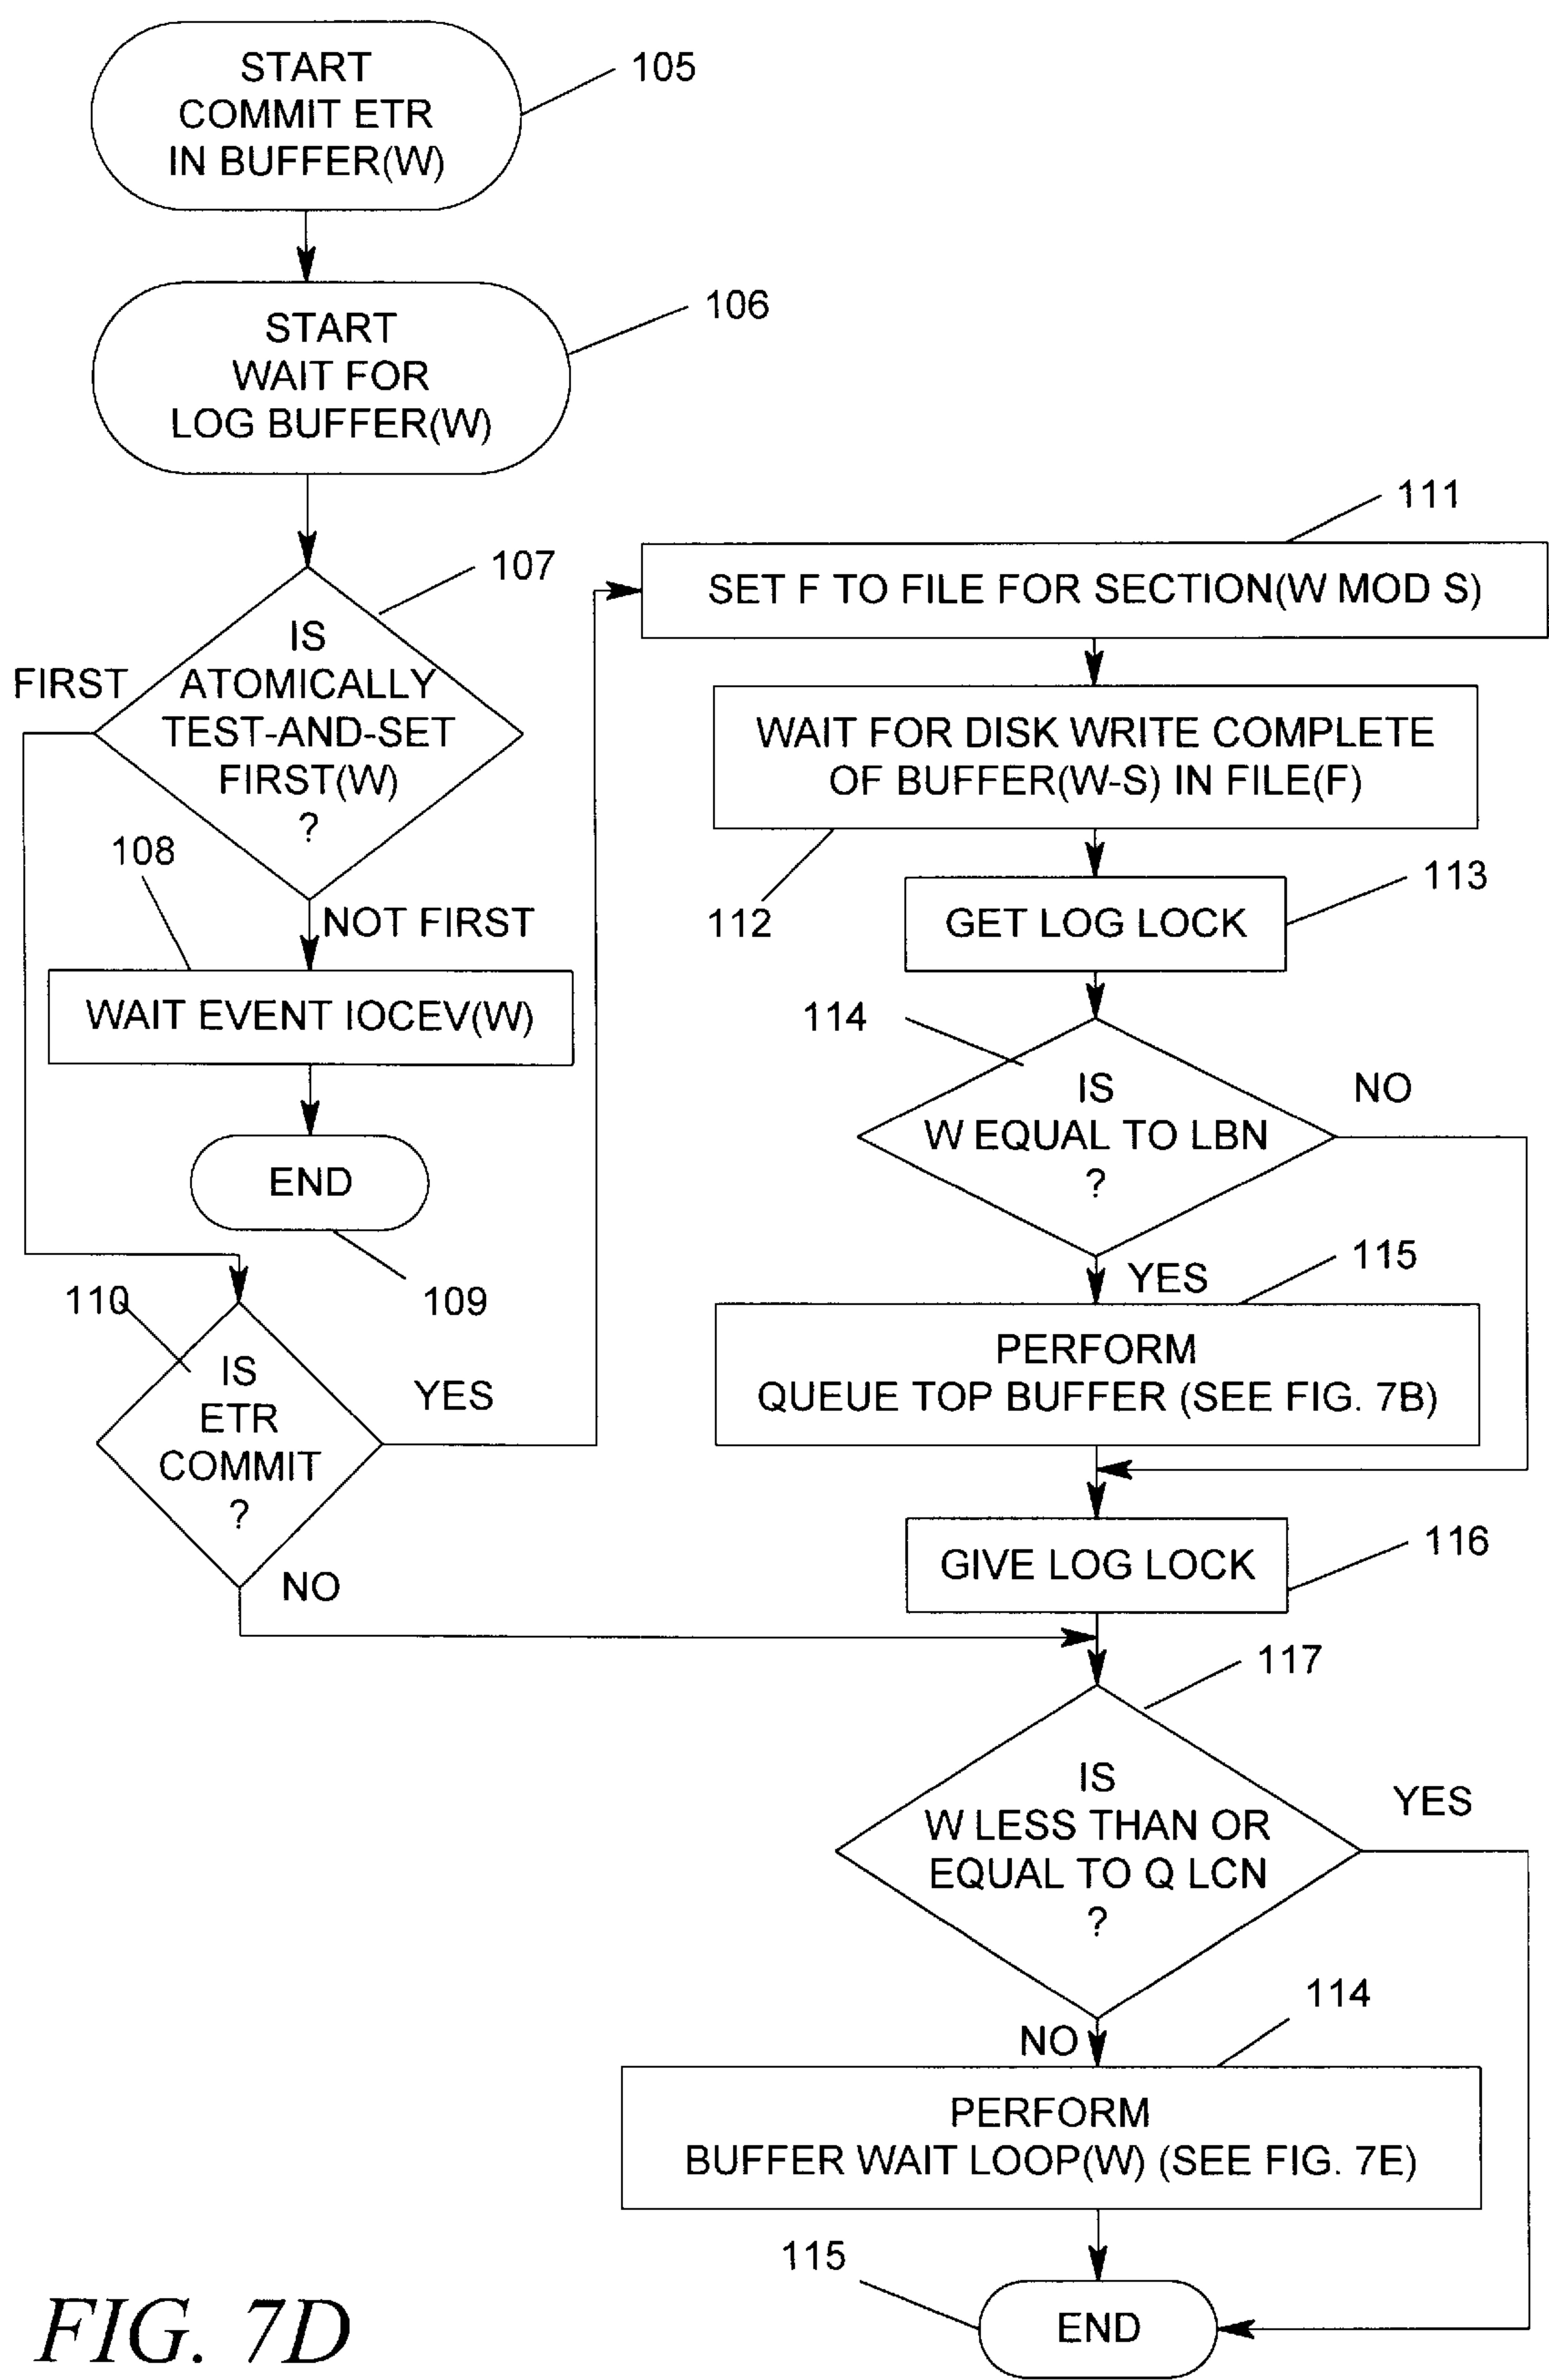 START
COMMIT ETR
IN BUFFER(W)
105
START
WAIT FOR
LOG BUFFER(W)
106
IS
ATOMICALLY
TEST-AND-SET
FIRST(W)
?
107
FIRST
NOT FIRST
108
WAIT EVENT IOCEV(W)
END
109
110
IS
ETR
COMMIT
?
YES
NO
111
SET F TO FILE FOR SECTION(W MOD S)
WAIT FOR DISK WRITE COMPLETE
OF BUFFER(W-S) IN FILE(F)
112
113
GET LOG LOCK
114
IS
W EQUAL TO LBN
?
NO
YES
115
PERFORM
QUEUE TOP BUFFER (SEE FIG. 7B)
GIVE LOG LOCK
116
117
IS
W LESS THAN OR
EQUAL TO Q LCN
?
YES
NO
114
PERFORM
BUFFER WAIT LOOP(W) (SEE FIG. 7E)
115
END
FIG. 7D